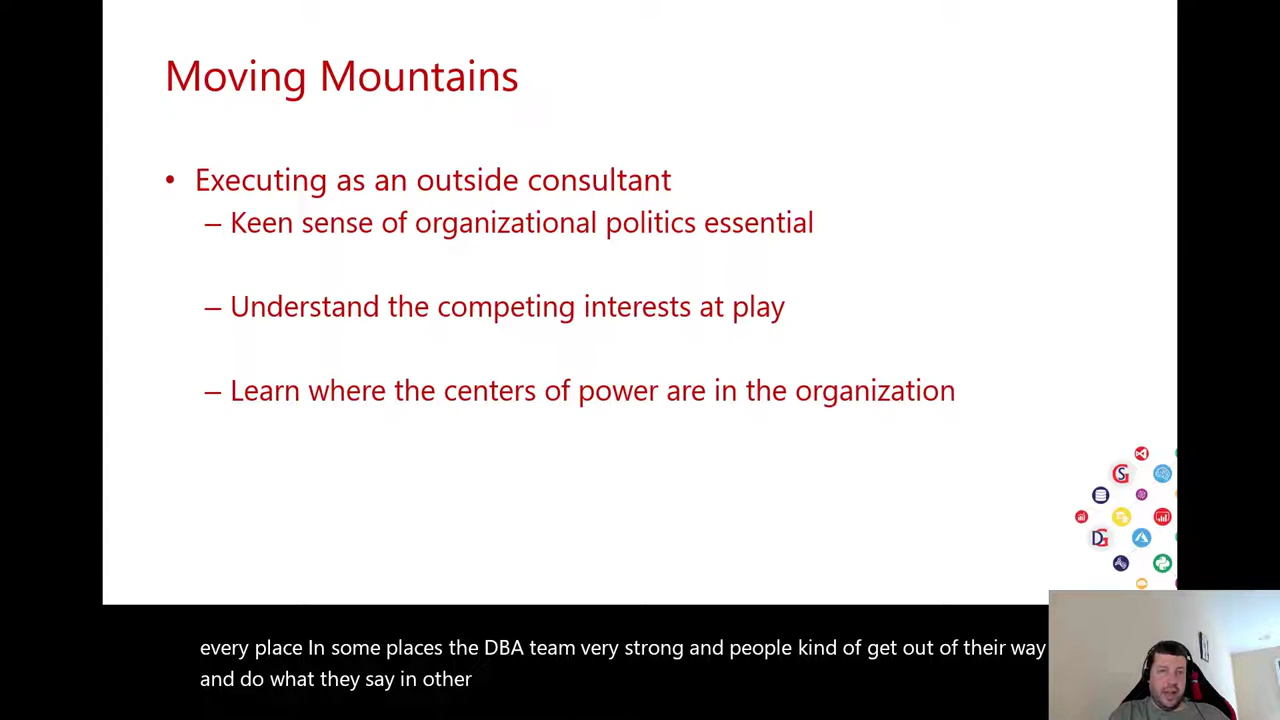 Moving Mountains
• Executing as an outside consultant
– Keen sense of organizational politics essential
– Understand the competing interests at play
– Learn where the centers of power are in the organization
GS
DG
every place In some places the DBA team very strong and people kind of get out of their way
and do what they say in other